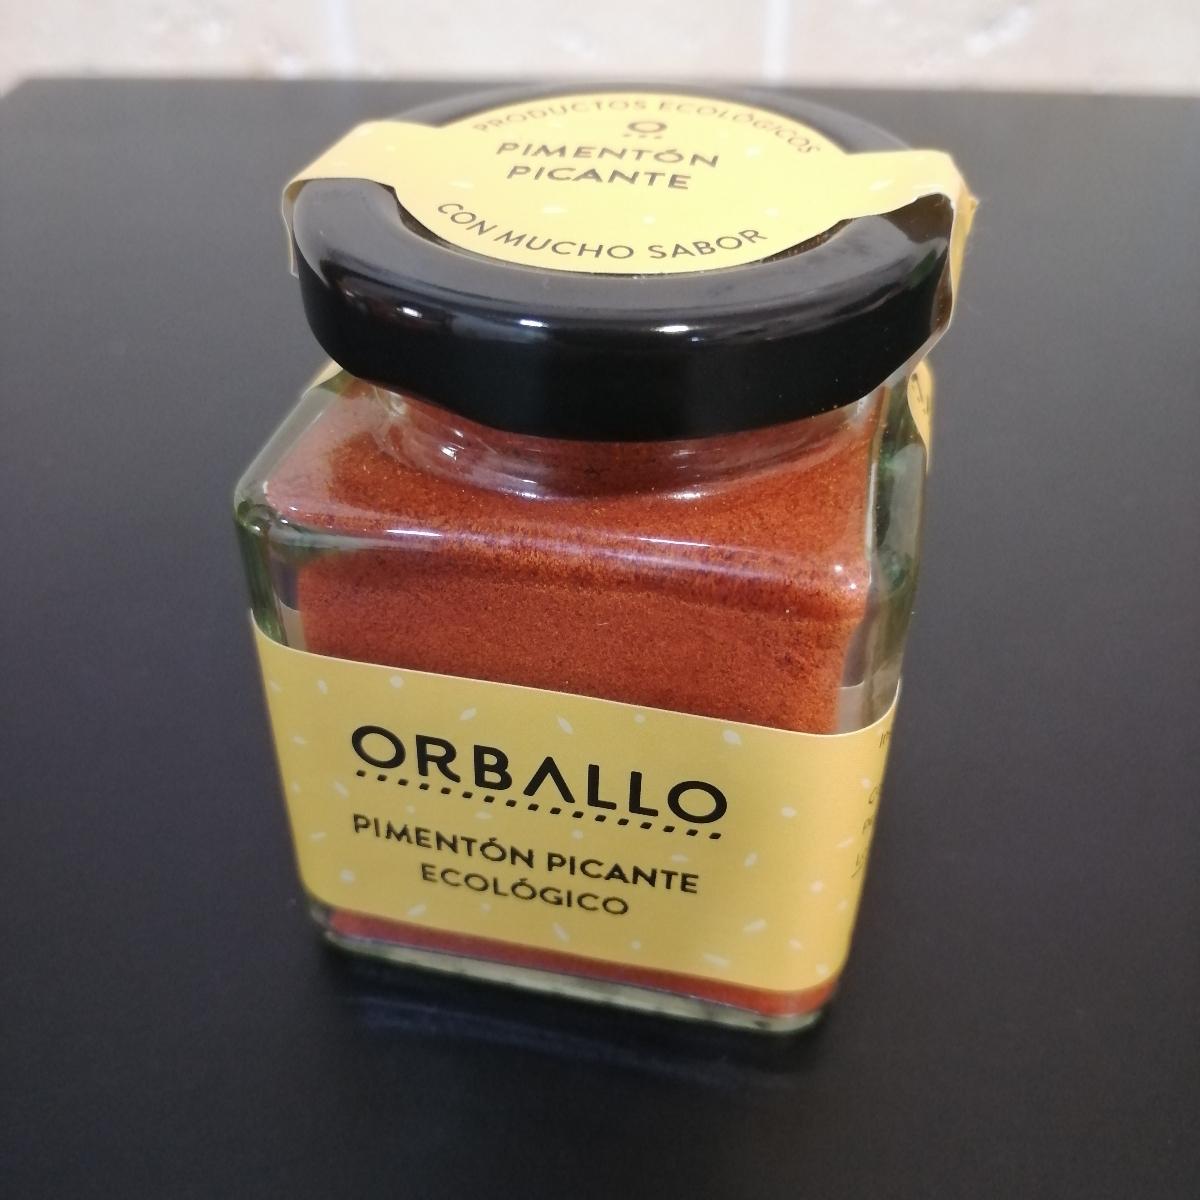 PRODUCTOS ECOLÓGICOS
PIMENTÓN
PICANTE
CON MUCHO SABOR
ORBALLO
PIMENTÓN PICANTE
ECOLÓGICO